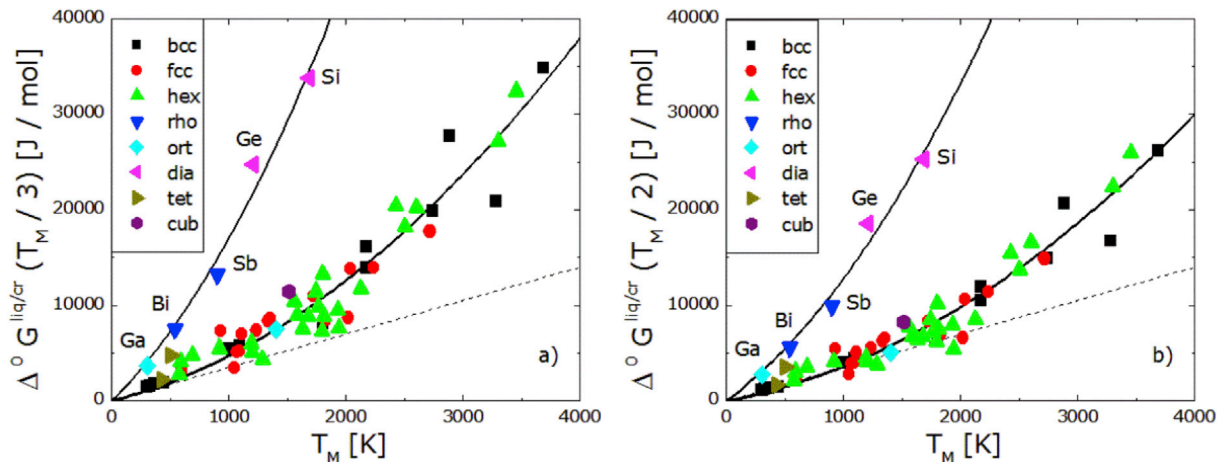 40000
30000
20000
10000
0
Δ⁰ G^liq/cr (T_M / 3) [J / mol]
bcc
fcc
hex
rho
ort
dia
tet
cub
Si
Ge
Sb
Bi
Ga
a)
0 1000 2000 3000 4000
T_M [K]
40000
30000
20000
10000
0
Δ⁰ G^liq/cr (T_M / 2) [J / mol]
bcc
fcc
hex
rho
ort
dia
tet
cub
Si
Ge
Sb
Bi
Ga
b)
0 1000 2000 3000 4000
T_M [K]